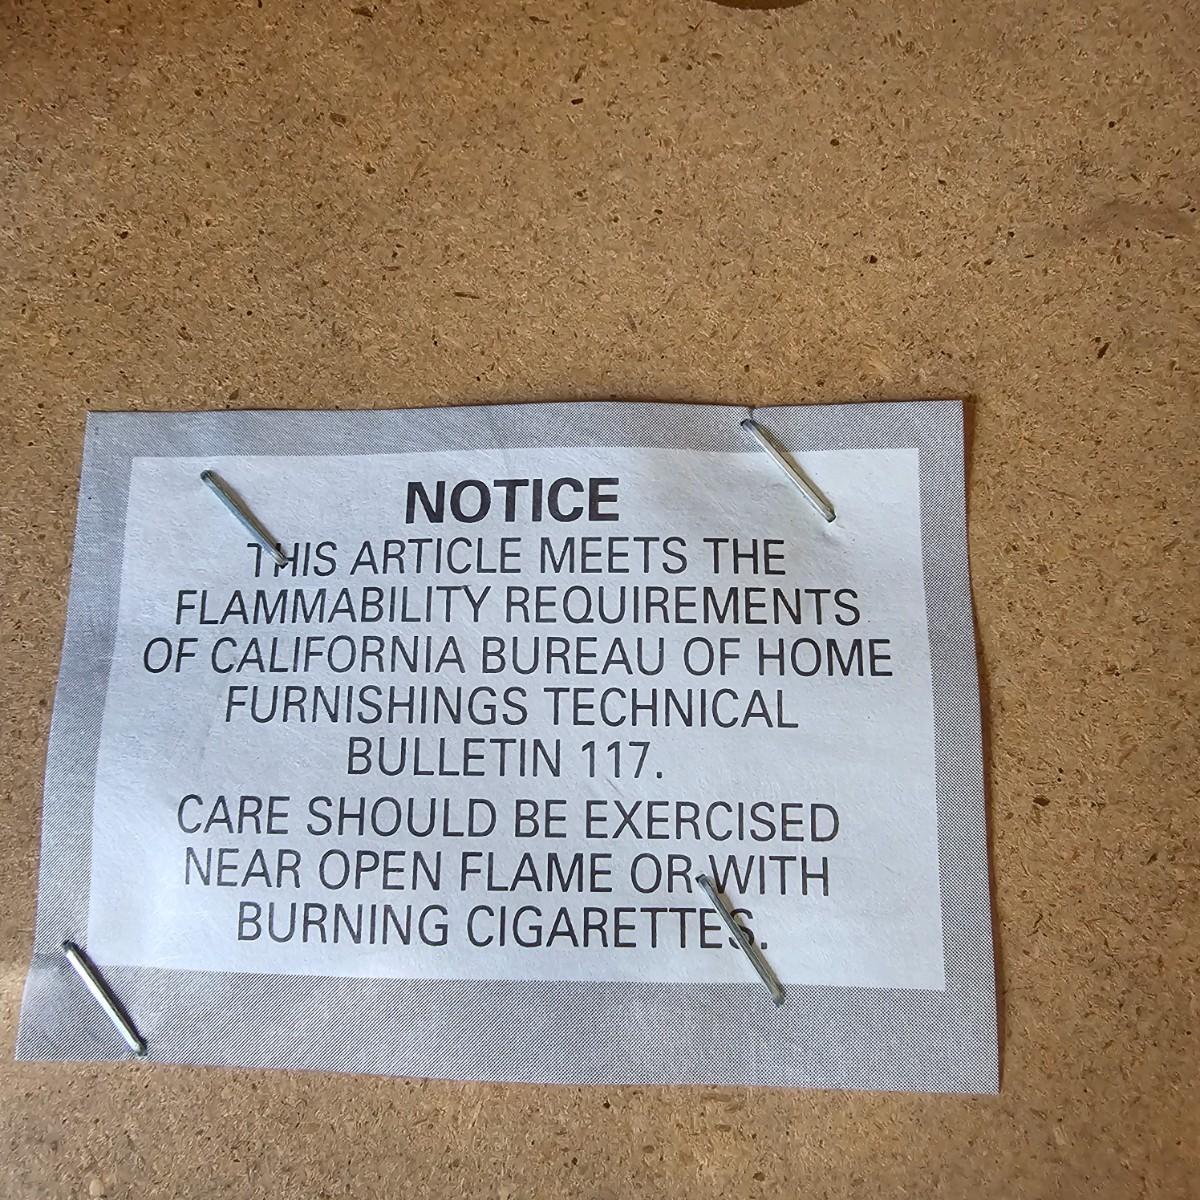 NOTICE
THIS ARTICLE MEETS THE
FLAMMABILITY REQUIREMENTS
OF CALIFORNIA BUREAU OF HOME
FURNISHINGS TECHNICAL
BULLETIN 117.
CARE SHOULD BE EXERCISED
NEAR OPEN FLAME OR WITH
BURNING CIGARETTES.